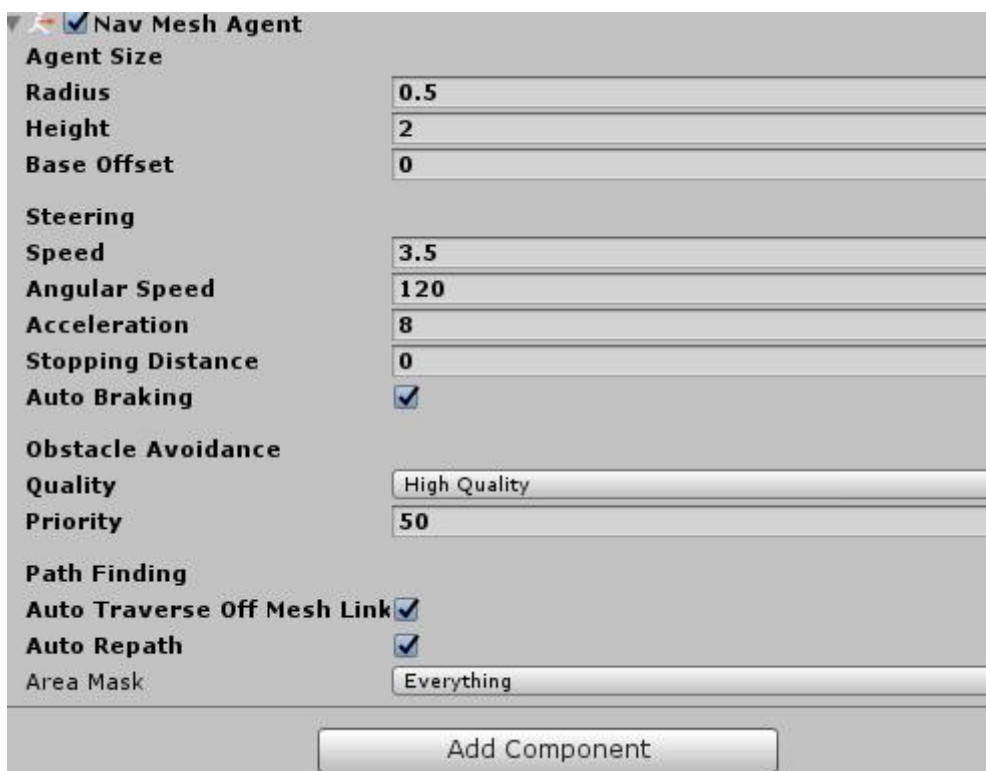 Nav Mesh Agent
Agent Size
Radius 0.5
Height 2
Base Offset 0
Steering
Speed 3.5
Angular Speed 120
Acceleration 8
Stopping Distance 0
Auto Braking
Obstacle Avoidance
Quality High Quality
Priority 50
Path Finding
Auto Traverse Off Mesh Link
Auto Repath
Area Mask Everything
Add Component